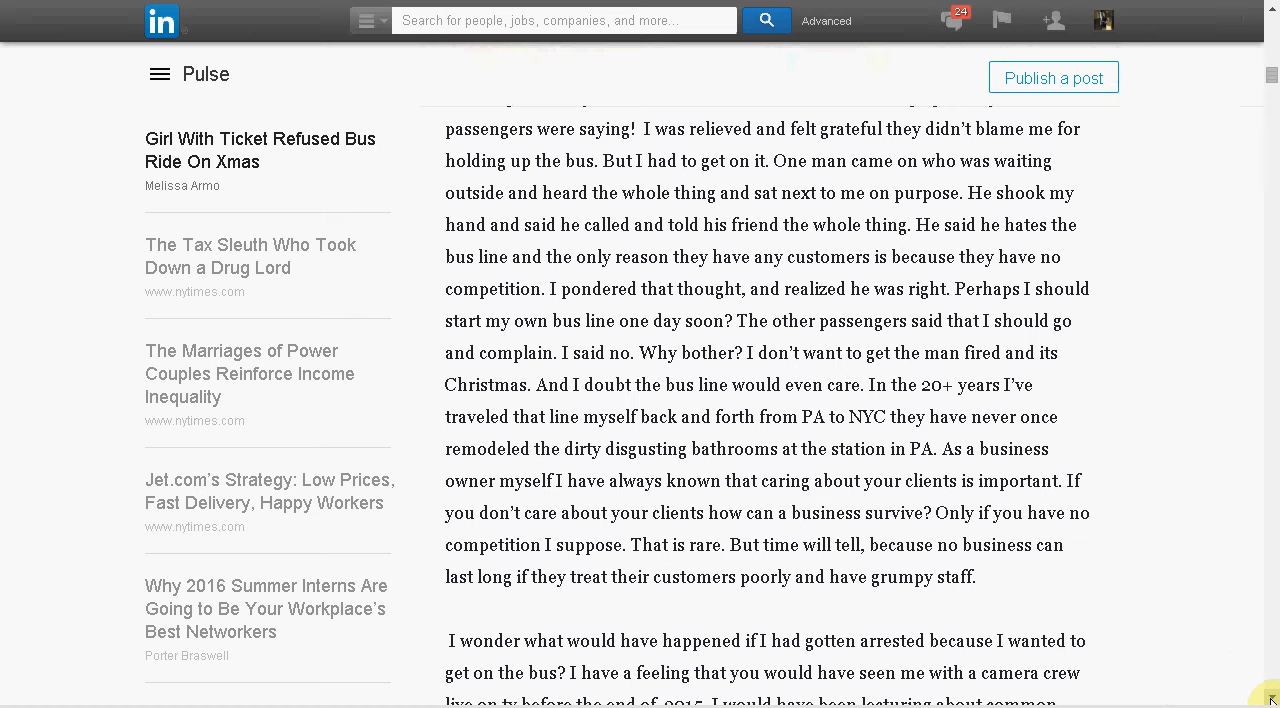 in
Search for people, jobs, companies, and more...
Advanced
24
Pulse
Publish a post
Girl With Ticket Refused Bus
Ride On Xmas
Melissa Armo
The Tax Sleuth Who Took
Down a Drug Lord
www.nytimes.com
The Marriages of Power
Couples Reinforce Income
Inequality
www.nytimes.com
Jet.com's Strategy: Low Prices,
Fast Delivery, Happy Workers
www.nytimes.com
Why 2016 Summer Interns Are
Going to Be Your Workplace's
Best Networkers
Porter Braswell
passengers were saying!  I was relieved and felt grateful they didn't blame me for
holding up the bus. But I had to get on it. One man came on who was waiting
outside and heard the whole thing and sat next to me on purpose. He shook my
hand and said he called and told his friend the whole thing. He said he hates the
bus line and the only reason they have any customers is because they have no
competition. I pondered that thought, and realized he was right. Perhaps I should
start my own bus line one day soon? The other passengers said that I should go
and complain. I said no. Why bother? I don't want to get the man fired and its
Christmas. And I doubt the bus line would even care. In the 20+ years I've
traveled that line myself back and forth from PA to NYC they have never once
remodeled the dirty disgusting bathrooms at the station in PA. As a business
owner myself I have always known that caring about your clients is important. If
you don't care about your clients how can a business survive? Only if you have no
competition I suppose. That is rare. But time will tell, because no business can
last long if they treat their customers poorly and have grumpy staff.
I wonder what would have happened if I had gotten arrested because I wanted to
get on the bus? I have a feeling that you would have seen me with a camera crew
live on tv before the end of 2015. I would have been lecturing about common